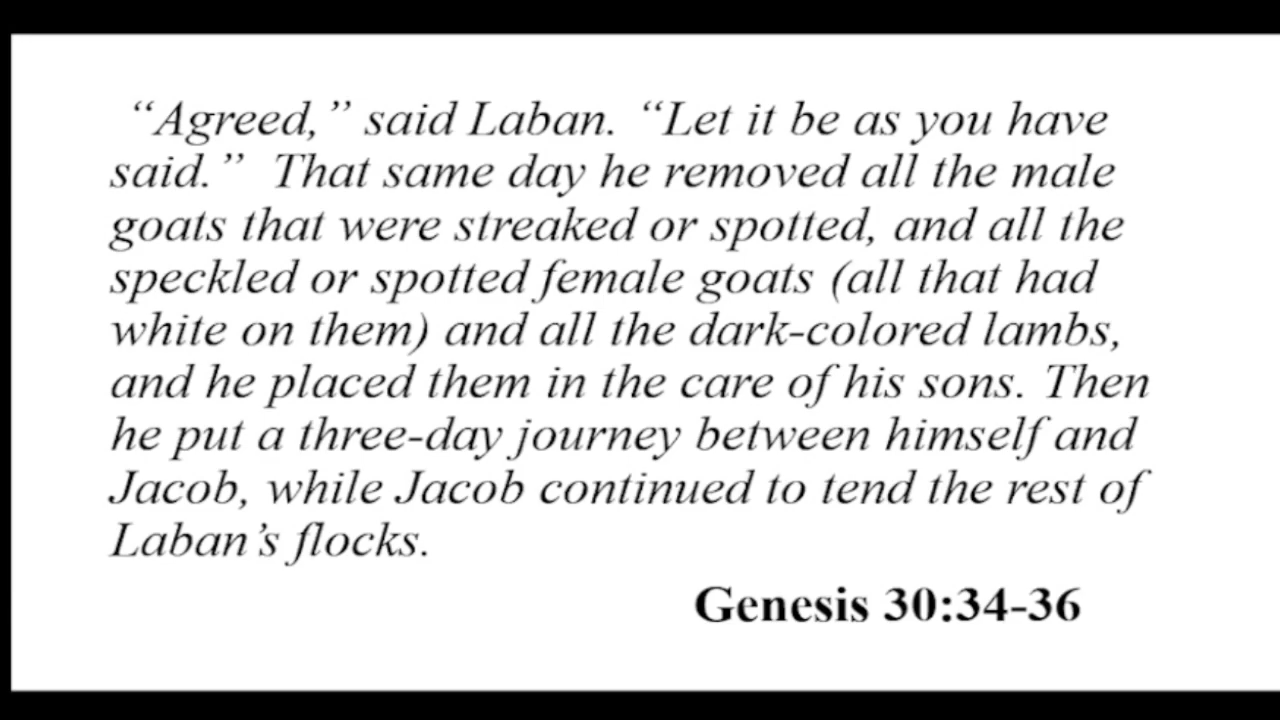 “Agreed,” said Laban. “Let it be as you have
said.” That same day he removed all the male
goats that were streaked or spotted, and all the
speckled or spotted female goats (all that had
white on them) and all the dark-colored lambs,
and he placed them in the care of his sons. Then
he put a three-day journey between himself and
Jacob, while Jacob continued to tend the rest of
Laban’s flocks.
Genesis 30:34-36